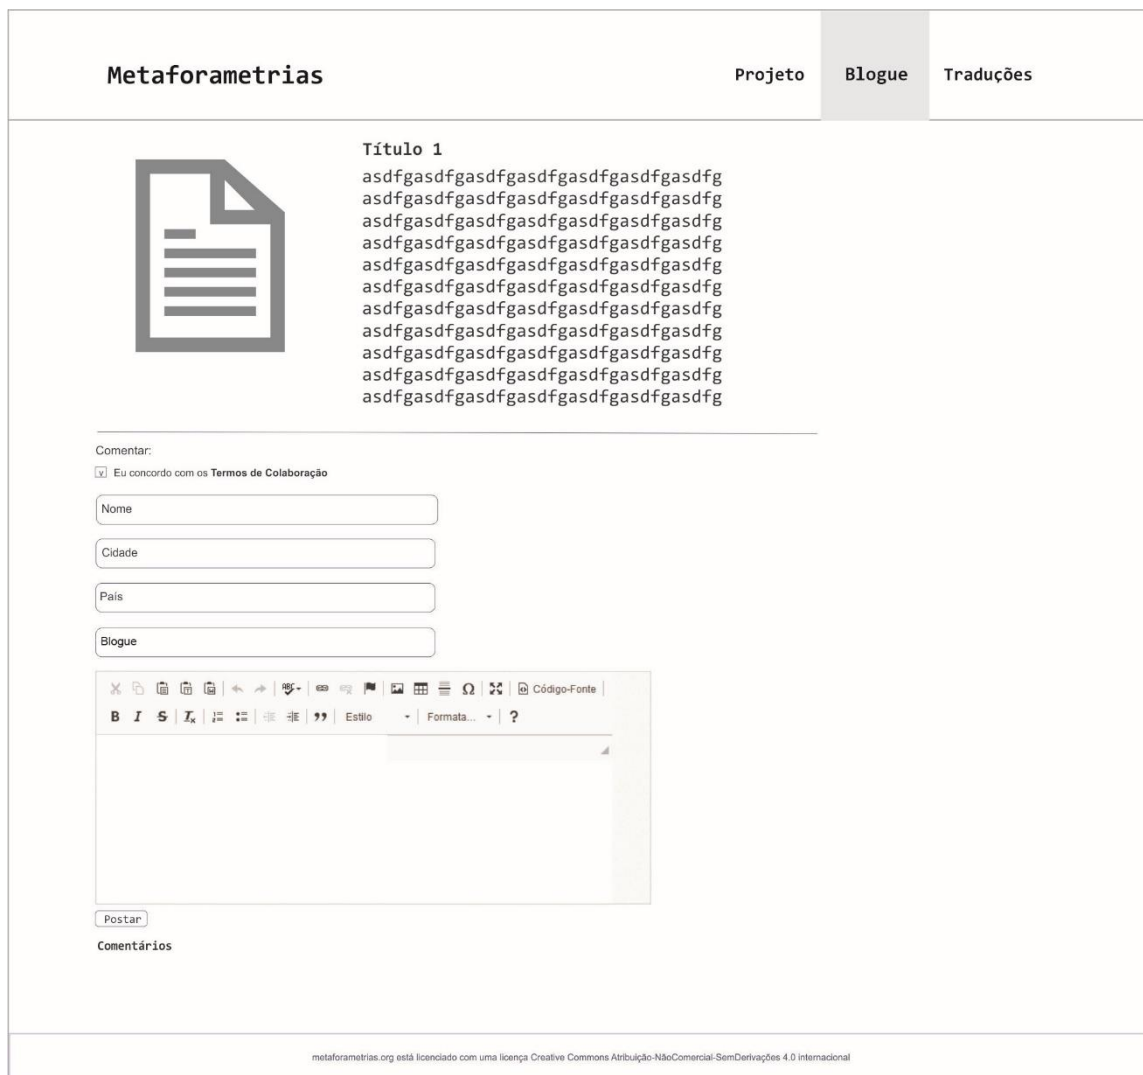 Metaforametrias
Projeto Blogue Traduções
Título 1
asdfgasdfgasdfgasdfgasdfgasdfgasdfg
asdfgasdfgasdfgasdfgasdfgasdfgasdfg
asdfgasdfgasdfgasdfgasdfgasdfgasdfg
asdfgasdfgasdfgasdfgasdfgasdfgasdfg
asdfgasdfgasdfgasdfgasdfgasdfgasdfg
asdfgasdfgasdfgasdfgasdfgasdfgasdfg
asdfgasdfgasdfgasdfgasdfgasdfgasdfg
asdfgasdfgasdfgasdfgasdfgasdfgasdfg
asdfgasdfgasdfgasdfgasdfgasdfgasdfg
asdfgasdfgasdfgasdfgasdfgasdfgasdfg
asdfgasdfgasdfgasdfgasdfgasdfgasdfg
Comentar:
v Eu concordo com os Termos de Colaboração
Nome
Cidade
País
Blogue
ABC Ω Código-Fonte
B I S Tx Estilo Formata... ?
Postar
Comentários
metaforametrias.org está licenciado com uma licença Creative Commons Atribuição-NãoComercial-SemDerivações 4.0 internacional